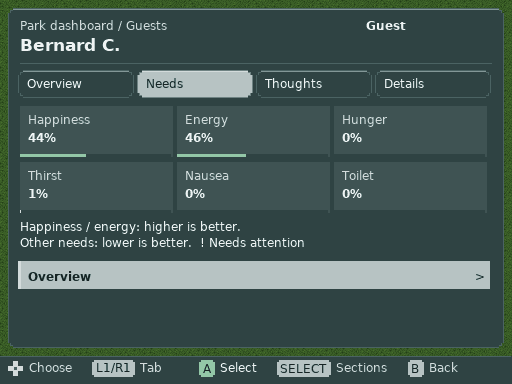 Park dashboard / Guests
Guest
Bernard C.
Overview Needs Thoughts Details
Happiness Energy Hunger
44% 46% 0%
Thirst Nausea Toilet
1% 0% 0%
Happiness / energy: higher is better.
Other needs: lower is better. ! Needs attention
Overview >
Choose L1/R1 Tab A Select SELECT Sections B Back